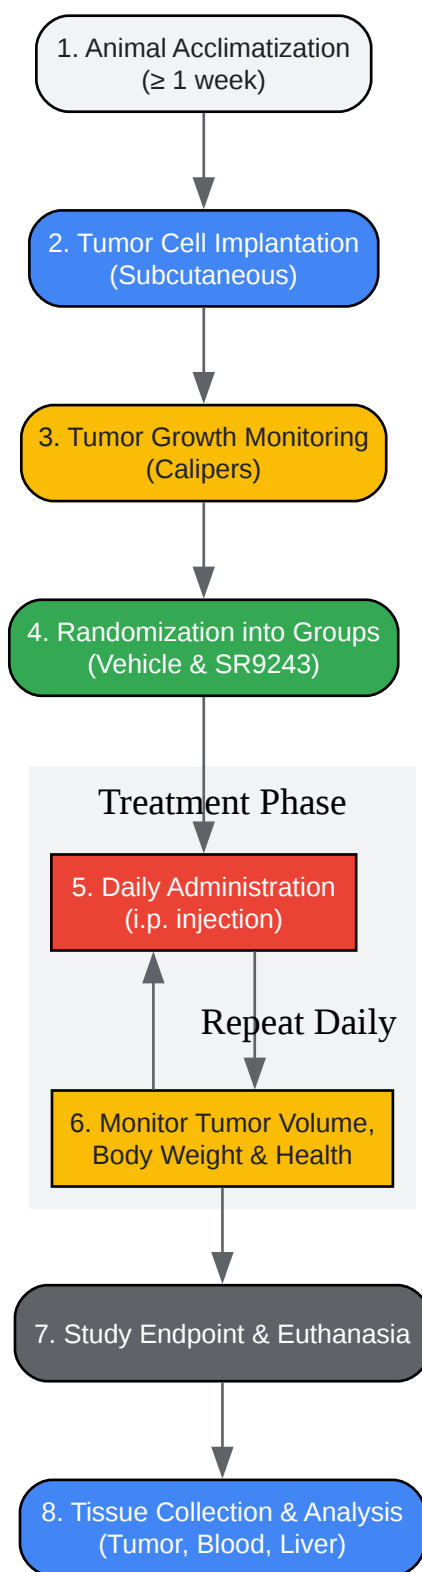 1. Animal Acclimatization
(≥ 1 week)
2. Tumor Cell Implantation
(Subcutaneous)
3. Tumor Growth Monitoring
(Calipers)
4. Randomization into Groups
(Vehicle & SR9243)
Treatment Phase
5. Daily Administration
(i.p. injection)
Repeat Daily
6. Monitor Tumor Volume,
Body Weight & Health
7. Study Endpoint & Euthanasia
8. Tissue Collection & Analysis
(Tumor, Blood, Liver)